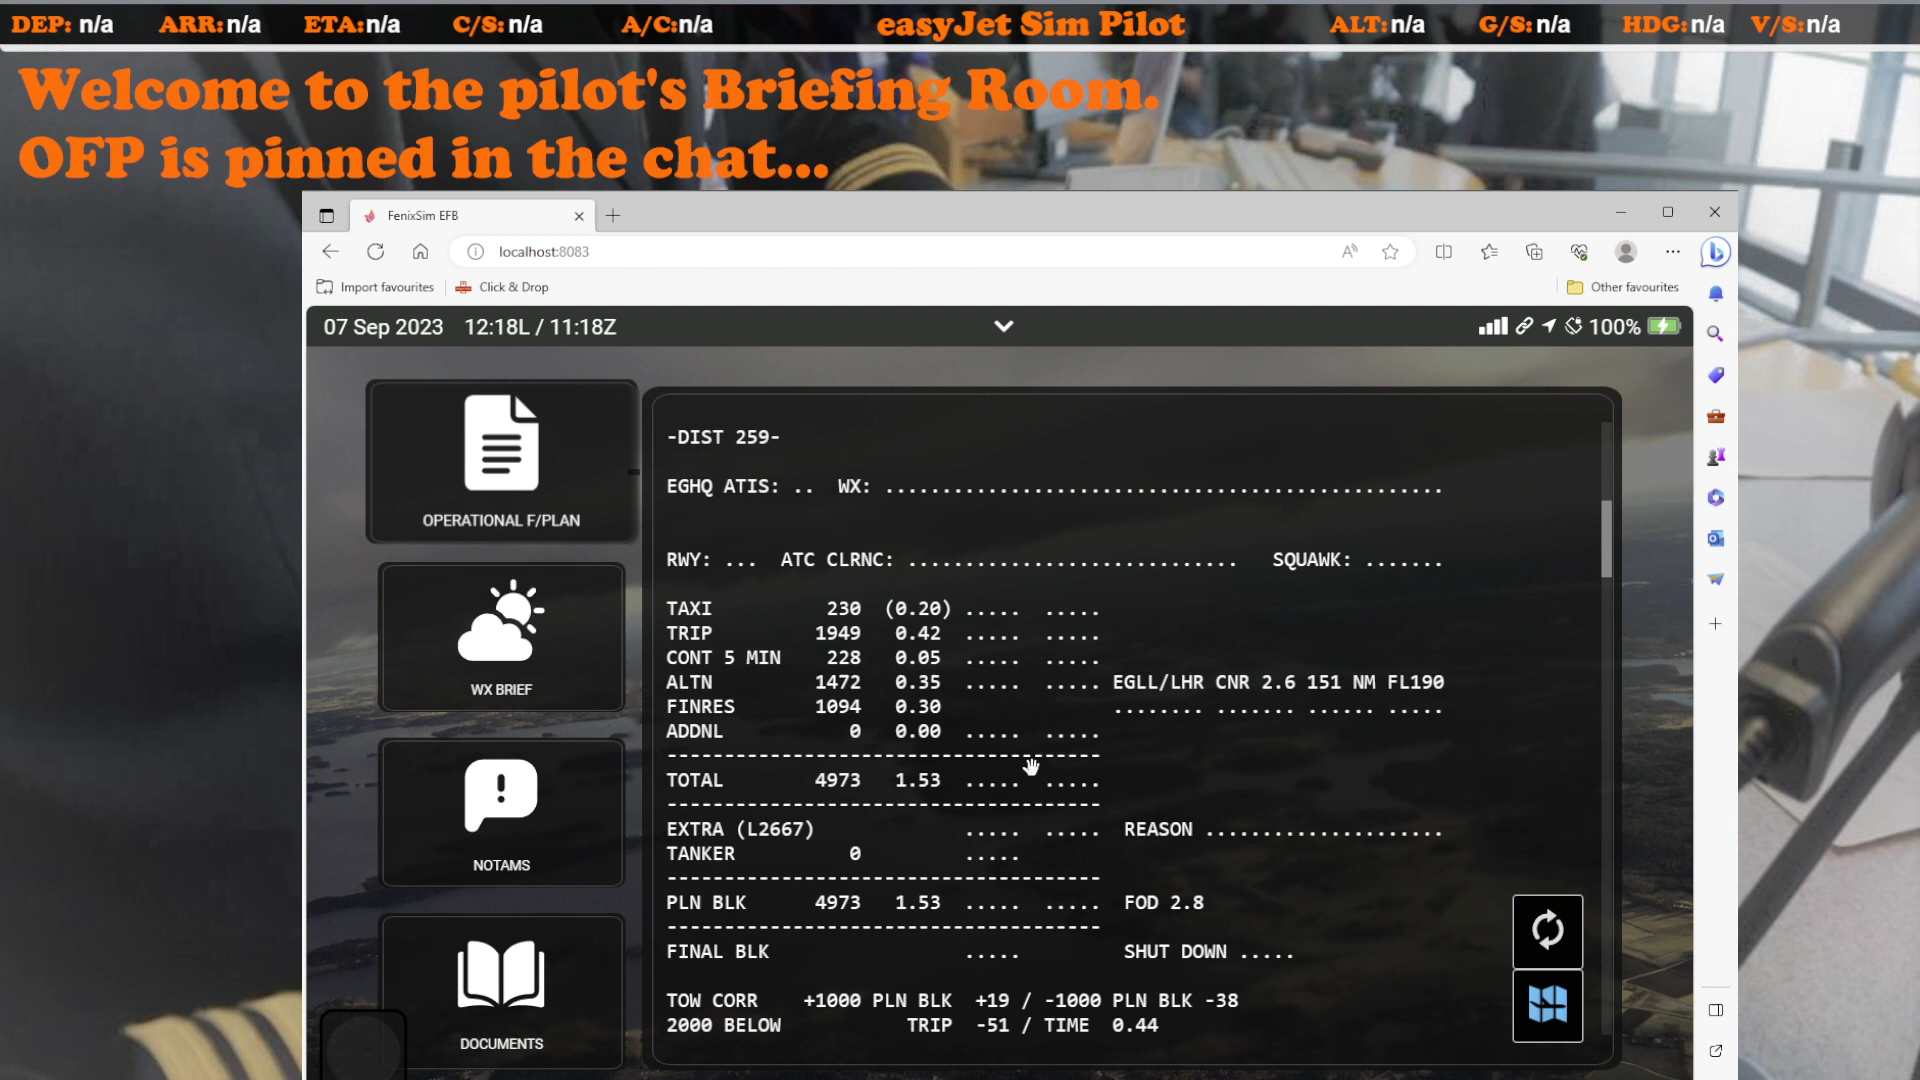 DEP: n/a ARR: n/a ETA: n/a C/S: n/a A/C:n/a easyJet Sim Pilot ALT: n/a G/S: n/a HDG: n/a V/S: n/a
Welcome to the pilot's Briefing Room.
OFP is pinned in the chat...
FenixSim EFB
localhost:8083
Import favourites Click & Drop Other favourites
07 Sep 2023 12:18L / 11:18Z 100%
OPERATIONAL F/PLAN
WX BRIEF
NOTAMS
DOCUMENTS
-DIST 259-
EGHQ ATIS: .. WX: .................................................
RWY: ... ATC CLRNC: ............................. SQUAWK: .......
TAXI 230 (0.20) ..... .....
TRIP 1949 0.42 ..... .....
CONT 5 MIN 228 0.05 ..... .....
ALTN 1472 0.35 ..... ..... EGLL/LHR CNR 2.6 151 NM FL190
FINRES 1094 0.30 ........ ....... ...... .....
ADDNL 0 0.00 ..... .....
--------------------------------------
TOTAL 4973 1.53 ..... .....
--------------------------------------
EXTRA (L2667) ..... ..... REASON .....................
TANKER 0 .....
--------------------------------------
PLN BLK 4973 1.53 ..... ..... FOD 2.8
--------------------------------------
FINAL BLK ..... SHUT DOWN .....
TOW CORR +1000 PLN BLK +19 / -1000 PLN BLK -38
2000 BELOW TRIP -51 / TIME 0.44